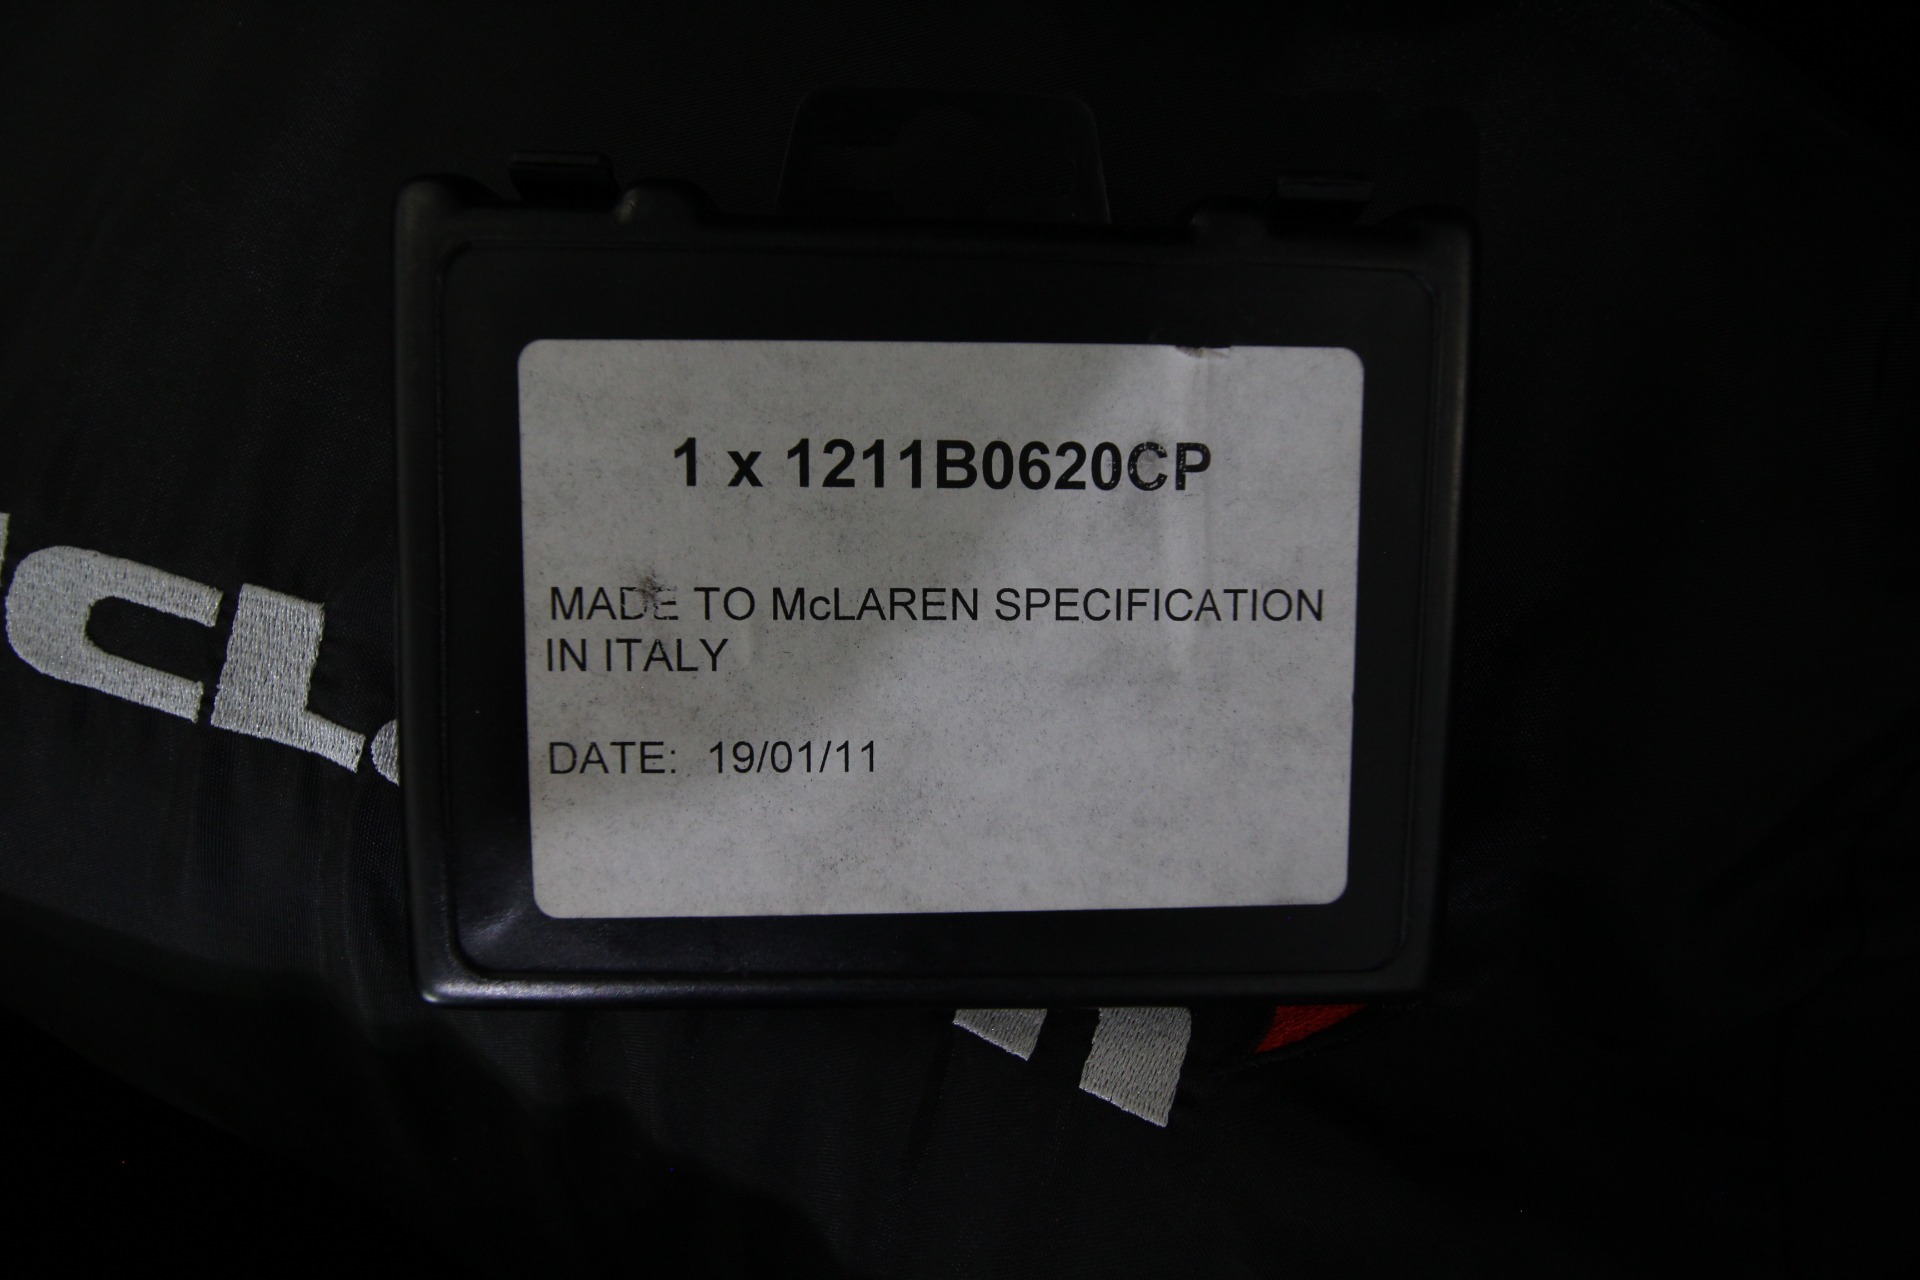 1 x 1211B0620CP
MADE TO McLAREN SPECIFICATION
IN ITALY
DATE: 19/01/11